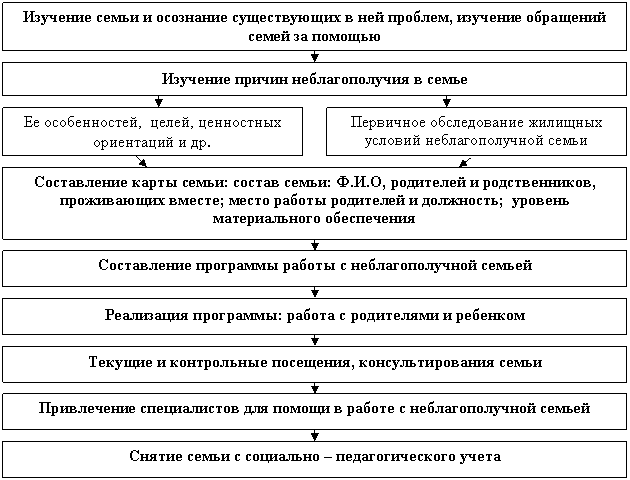 Изучение семьи и осознание существующих в ней проблем, изучение обращений
семей за помощью
Изучение причин неблагополучия в семье
Ее особенностей, целей, ценностных
ориентаций и др.
Первичное обследование жилищных
условий неблагополучной семьи
Составление карты семьи: состав семьи: Ф.И.О, родителей и родственников,
проживающих вместе; место работы родителей и должность; уровень
материального обеспечения
Составление программы работы с неблагополучной семьей
Реализация программы: работа с родителями и ребенком
Текущие и контрольные посещения, консультирования семьи
Привлечение специалистов для помощи в работе с неблагополучной семьей
Снятие семьи с социально – педагогического учета